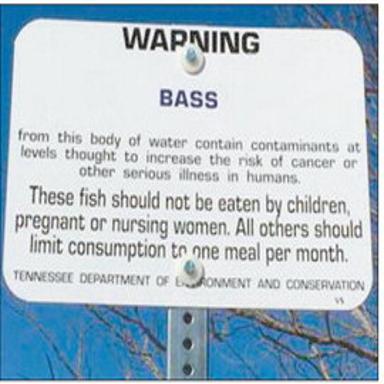 WARNING
BASS
from this body of water contain contaminants at
levels thought to increase the risk of cancer or
other serious illness in humans.
These fish should not be eaten by children,
pregnant or nursing women. All others should
limit consumption to one meal per month.
TENNESSEE DEPARTMENT OF ENVIRONMENT AND CONSERVATION